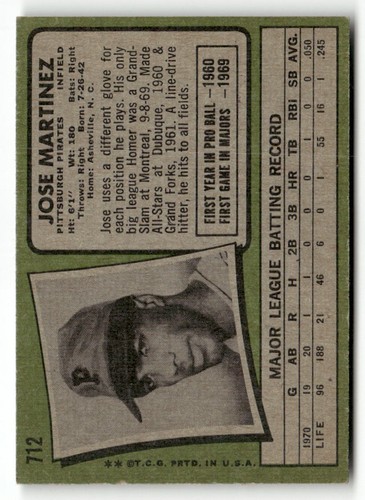 712
JOSE MARTINEZ
PITTSBURGH PIRATES INFIELD
Ht: 6'1" Wt: 180 Bats: Right
Throws: Right Born: 7-26-42
Home: Asheville, N. C.
Jose uses a different glove for
each position he plays. His only
big league Homer was a Grand-
Slam at Montreal, 9-8-69. Made
All-Stars at Dubuque, 1960 &
Grand Forks, 1961. A line-drive
hitter, he hits to all fields.
FIRST YEAR IN PRO BALL—1960
FIRST GAME IN MAJORS —1969
** © T.C.G. PRTD. IN U.S.A.
MAJOR LEAGUE BATTING RECORD
G AB R H 2B 3B HR TB RBI SB AVG.
1970 19 20 1 1 0 0 0 1 0 0 .050
LIFE 96 188 21 46 6 0 1 55 16 1 .245